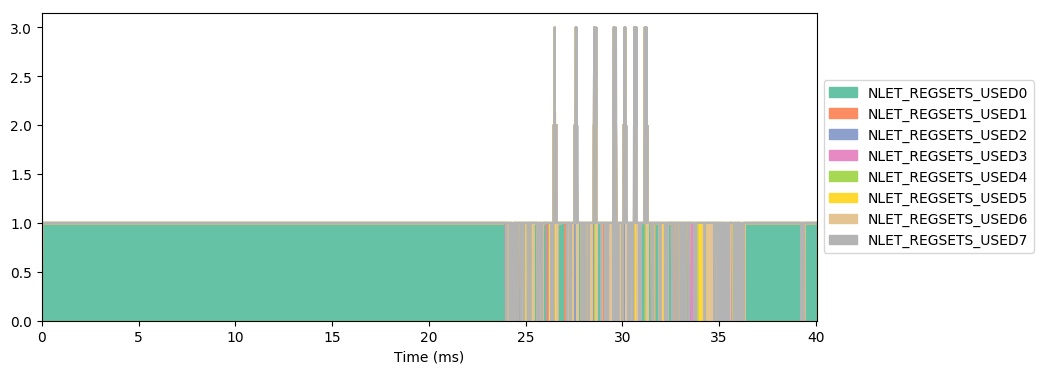 3.0
2.5
2.0
1.5
1.0
0.5
0.0
0 5 10 15 20 25 30 35 40
Time (ms)
NLET_REGSETS_USED0
NLET_REGSETS_USED1
NLET_REGSETS_USED2
NLET_REGSETS_USED3
NLET_REGSETS_USED4
NLET_REGSETS_USED5
NLET_REGSETS_USED6
NLET_REGSETS_USED7